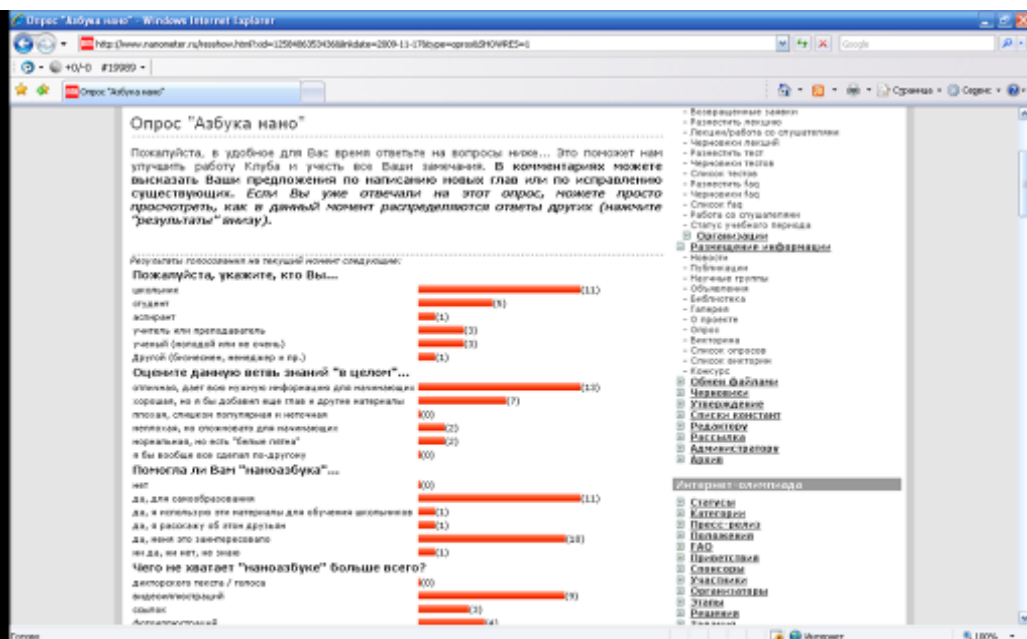 Опрос "Азбука нано" - Windows Internet Explorer
Google
+0/-0 #19989
Опрос "Азбука нано"
Страница Сервис
Опрос "Азбука нано"
Пожалуйста, в удобное для Вас время ответьте на вопросы ниже... Это поможет нам
улучшить работу Клуба и учесть все Ваши замечания. В комментариях можете
высказать Ваши предложения по написанию новых глав или по исправлению
существующих. Если Вы уже отвечали на этот опрос, можете просто
просмотреть, как в данный момент распределяются ответы других (нажмите
"результаты" внизу).
Результаты голосования на текущий момент следующие:
Пожалуйста, укажите, кто Вы...
школьник (11)
студент (5)
аспирант (1)
учитель или преподаватель (3)
ученый (молодой или не очень) (3)
Другой (бизнесмен, менеджер и пр.) (1)
Оцените данную ветвь знаний "в целом"...
отличная, дает всю нужную информацию для начинающих (13)
хорошая, но я бы добавил еще глав и другие материалы (7)
плохая, слишком популярная и неточная (0)
неплохая, но сложновато для начинающих (2)
нормальная, но есть "белые пятна" (2)
я бы вообще все сделал по-другому (0)
Помогла ли Вам "наноазбука"...
нет (0)
да, для самообразования (11)
да, я использую эти материалы для обучения школьников (1)
да, я расскажу об этом друзьям (1)
да, меня это заинтересовало (10)
ни да, ни нет, не знаю (1)
Чего не хватает "наноазбуке" больше всего?
дикторского текста / голоса (0)
видеоиллюстраций (9)
ссылок (3)
фотоиллюстраций (4)
- Возвращенные заявки
- Разместить лекцию
- Лекции/работа со слушателями
- Черновики лекций
- Разместить тест
- Черновики тестов
- Список тестов
- Разместить faq
- Черновики faq
- Список faq
- Работа со слушателями
- Статус учебного периода
Организации
Размещение информации
- Новости
- Публикации
- Научные группы
- Объявления
- Библиотека
- Галерея
- О проекте
- Опрос
- Викторина
- Список опросов
- Список викторин
- Конкурс
Обмен файлами
Черновики
Утверждение
Списки констант
Редактору
Рассылка
Администратору
Архив
Интернет-олимпиада
Статусы
Категории
Пресс-релиз
Положения
FAQ
Приветствия
Спонсоры
Участники
Организаторы
Этапы
Решения
Задания
Готово
Интернет
100%